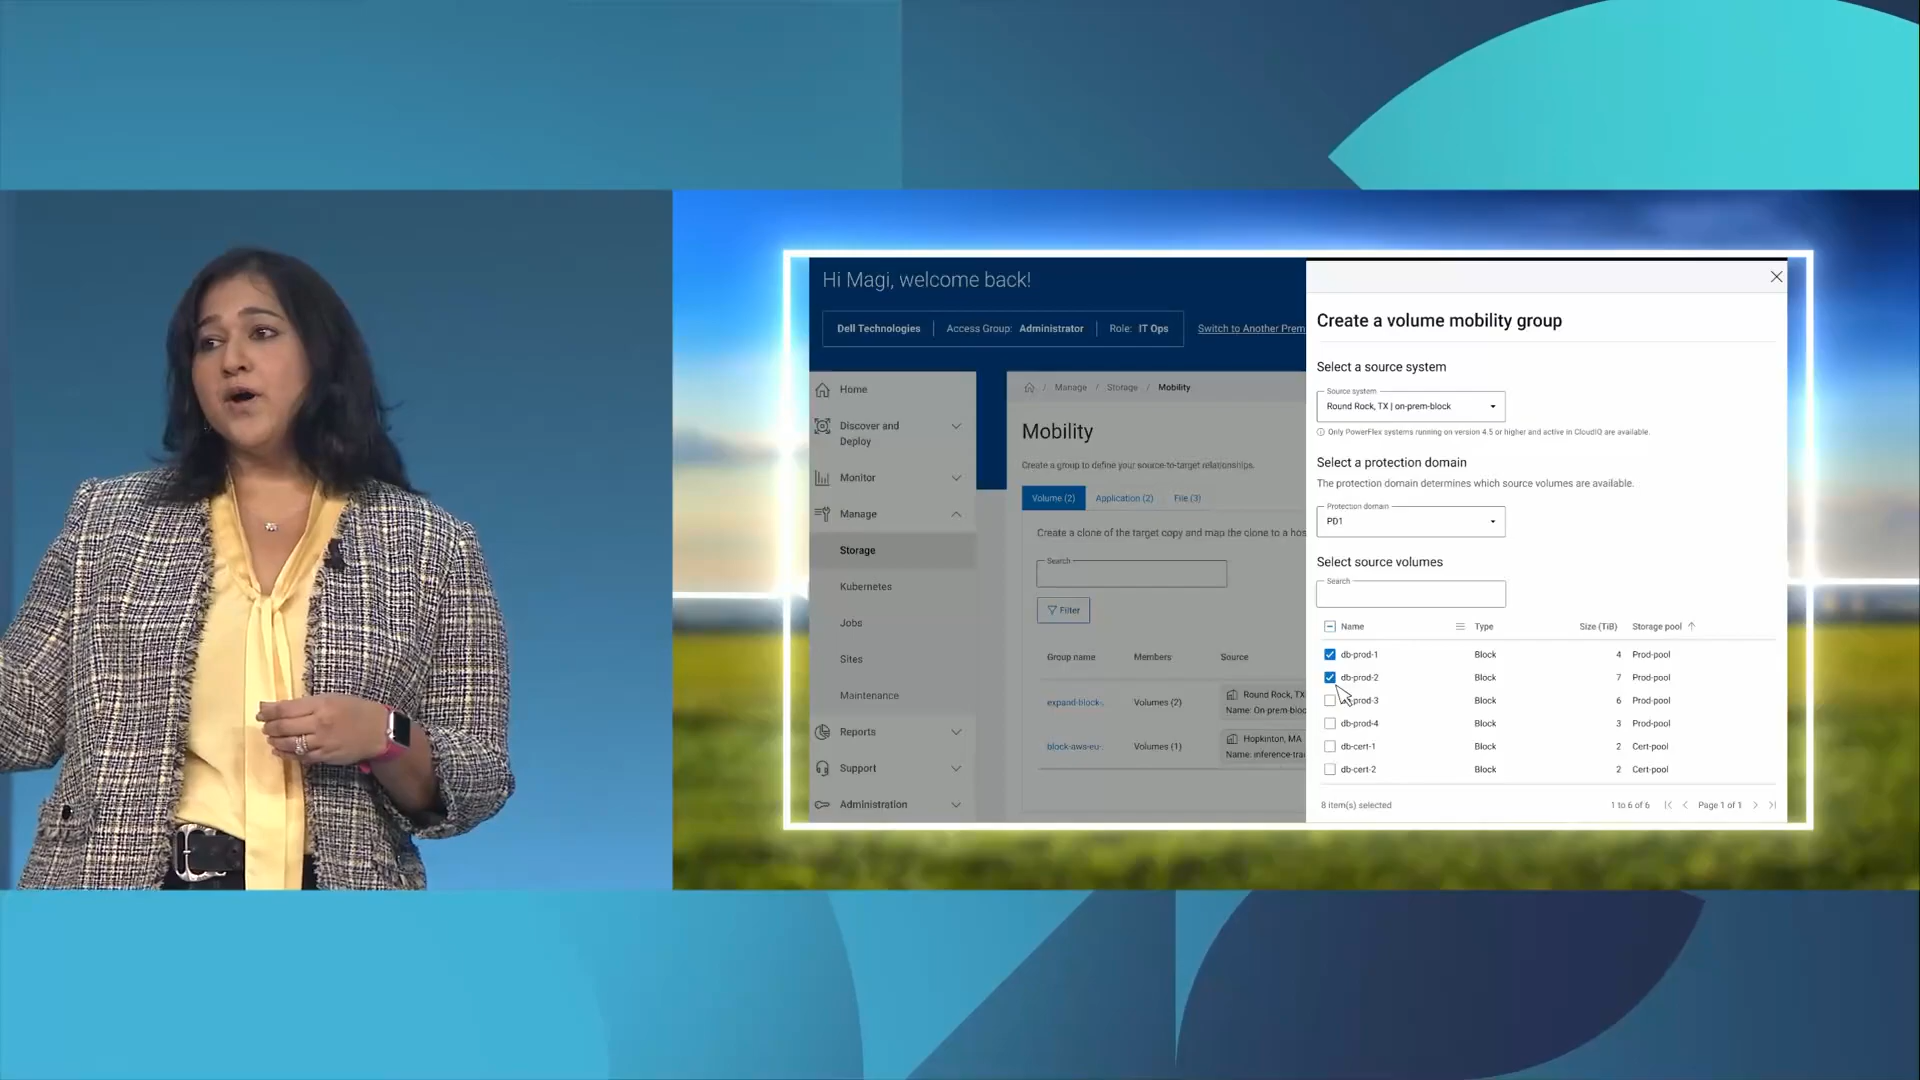 Hi Magi, welcome back!
Dell Technologies Access Group: Administrator Role: IT Ops Switch to Another Prem
Home
Discover and
Deploy
Monitor
Manage
Storage
Kubernetes
Jobs
Sites
Maintenance
Reports
Support
Administration
/ Manage / Storage / Mobility
Mobility
Create a group to define your source-to-target relationships.
Volume (2) Application (2) File (3)
Create a clone of the target copy and map the clone to a hos
Search
Filter
Group name Members Source
expand-block-. Volumes (2) Round Rock, TX
Name: On-prem-bloc
block-aws-eu-. Volumes (1) Hopkinton, MA
Name: inference-trai
Create a volume mobility group
Select a source system
Source system
Round Rock, TX | on-prem-block
Only PowerFlex systems running on version 4.5 or higher and active in CloudIQ are available.
Select a protection domain
The protection domain determines which source volumes are available.
Protection domain
PD1
Select source volumes
Search
Name Type Size (TiB) Storage pool
db-prod-1 Block 4 Prod-pool
db-prod-2 Block 7 Prod-pool
prod-3 Block 6 Prod-pool
db-prod-4 Block 3 Prod-pool
db-cert-1 Block 2 Cert-pool
db-cert-2 Block 2 Cert-pool
8 item(s) selected 1 to 6 of 6 Page 1 of 1